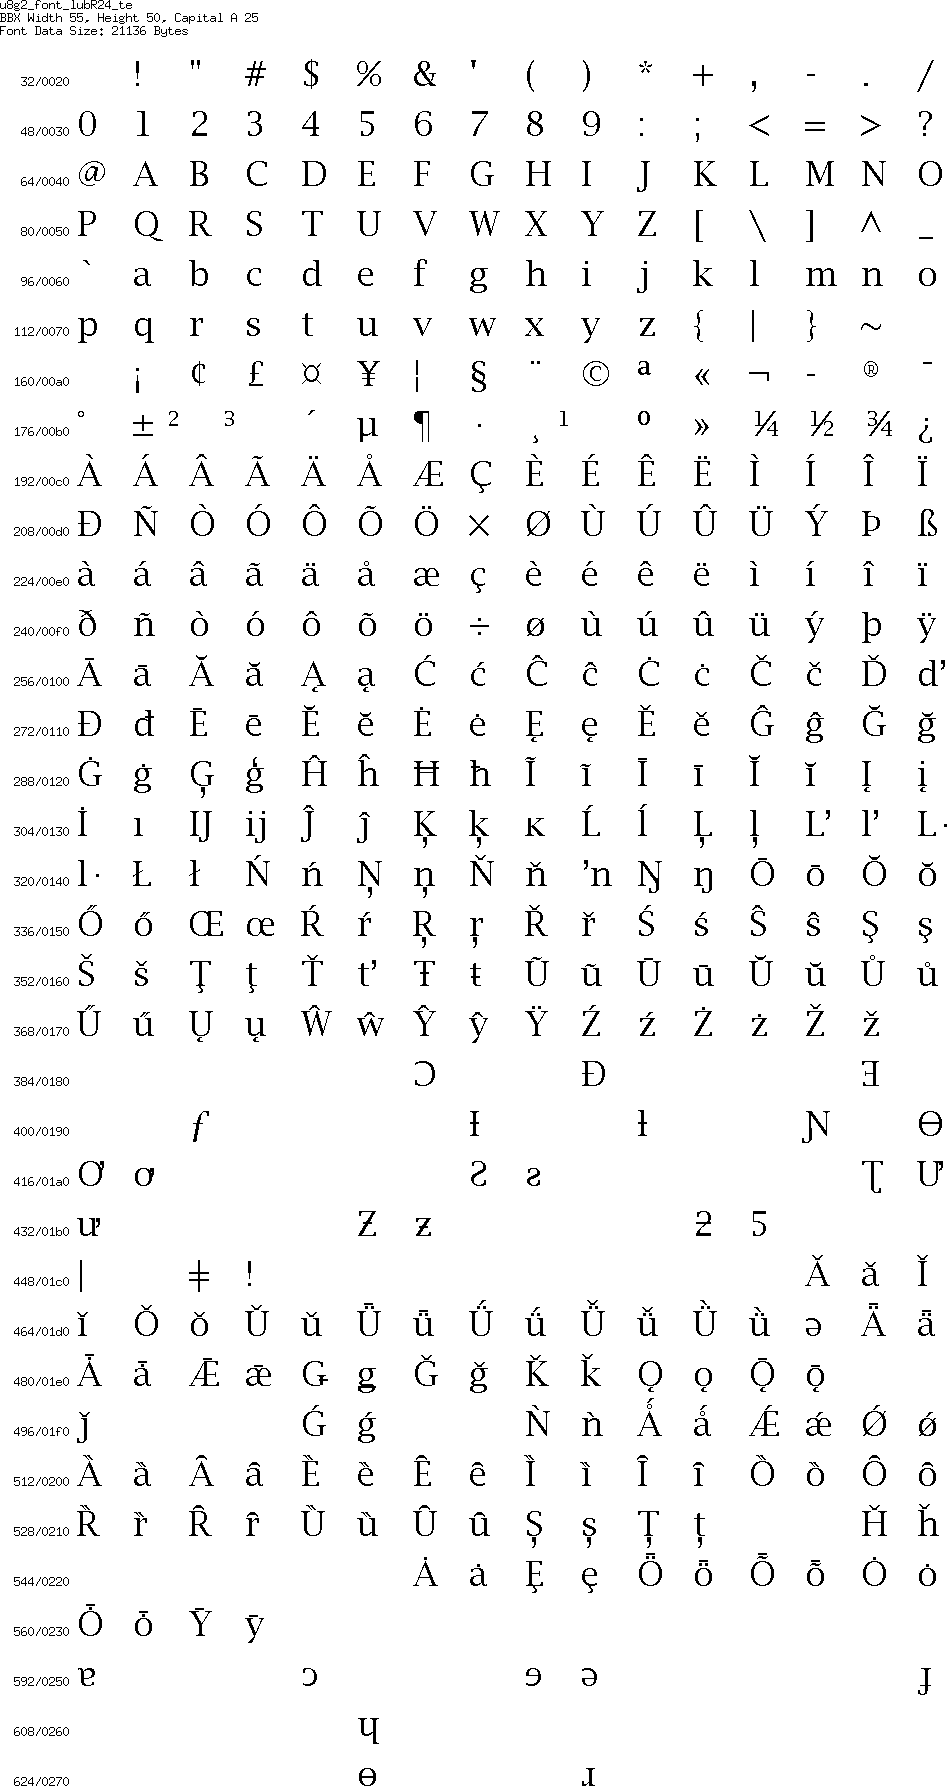 u8g2_font_lubR24_te
BBX Width 55, Height 50, Capital A 25
Font Data Size: 21136 Bytes
32/0020 ! " # $ % & ' ( ) * + , - . /
48/0030 0 1 2 3 4 5 6 7 8 9 : ; < = > ?
64/0040 @ A B C D E F G H I J K L M N O
80/0050 P Q R S T U V W X Y Z [ \ ] ^ _
96/0060 ` a b c d e f g h i j k l m n o
112/0070 p q r s t u v w x y z { | } ~
160/00a0 ¡ ¢ £ ¤ ¥ ¦ § ¨ © ª « ¬ - ® ¯
176/00b0 ° ± ² ³ ´ µ ¶ · ¸ ¹ º » ¼ ½ ¾ ¿
192/00c0 À Á Â Ã Ä Å Æ Ç È É Ê Ë Ì Í Î Ï
208/00d0 Ð Ñ Ò Ó Ô Õ Ö × Ø Ù Ú Û Ü Ý Þ ß
224/00e0 à á â ã ä å æ ç è é ê ë ì í î ï
240/00f0 ð ñ ò ó ô õ ö ÷ ø ù ú û ü ý þ ÿ
256/0100 Ā ā Ă ă Ą ą Ć ć Ĉ ĉ Ċ ċ Č č Ď ď
272/0110 Đ đ Ē ē Ĕ ĕ Ė ė Ę ę Ě ě Ĝ ĝ Ğ ğ
288/0120 Ġ ġ Ģ ģ Ĥ ĥ Ħ ħ Ĩ ĩ Ī ī Ĭ ĭ Į į
304/0130 İ ı Ĳ ĳ Ĵ ĵ Ķ ķ ĸ Ĺ ĺ Ļ ļ Ľ ľ Ŀ
320/0140 ŀ Ł ł Ń ń Ņ ņ Ň ň ŉ Ŋ ŋ Ō ō Ŏ ŏ
336/0150 Ő ő Œ œ Ŕ ŕ Ŗ ŗ Ř ř Ś ś Ŝ ŝ Ş ş
352/0160 Š š Ţ ţ Ť ť Ŧ ŧ Ũ ũ Ū ū Ŭ ŭ Ů ů
368/0170 Ű ű Ų ų Ŵ ŵ Ŷ ŷ Ÿ Ź ź Ż ż Ž ž
384/0180 Ɔ Ɖ Ǝ
400/0190 ƒ Ɨ ƚ Ɲ Ɵ
416/01a0 Ơ ơ Ƨ ƨ Ʈ Ư
432/01b0 ư Ƶ ƶ ƻ Ƽ
448/01c0 ǀ ǂ ǃ Ǎ ǎ Ǐ
464/01d0 ǐ Ǒ ǒ Ǔ ǔ Ǖ ǖ Ǘ ǘ Ǚ ǚ Ǜ ǜ ǝ Ǟ ǟ
480/01e0 Ǡ ǡ Ǣ ǣ Ǥ ǥ Ǧ ǧ Ǩ ǩ Ǫ ǫ Ǭ ǭ
496/01f0 ǰ Ǵ ǵ Ǹ ǹ Ǻ ǻ Ǽ ǽ Ǿ ǿ
512/0200 Ȁ ȁ Ȃ ȃ Ȅ ȅ Ȇ ȇ Ȉ ȉ Ȋ ȋ Ȍ ȍ Ȏ ȏ
528/0210 Ȑ ȑ Ȓ ȓ Ȕ ȕ Ȗ ȗ Ș ș Ț ț Ȟ ȟ
544/0220 Ȧ ȧ Ȩ ȩ Ȫ ȫ Ȭ ȭ Ȯ ȯ
560/0230 Ȱ ȱ Ȳ ȳ
592/0250 ɐ ɔ ɘ ə ɟ
608/0260 ɥ
624/0270 ɵ ɹ